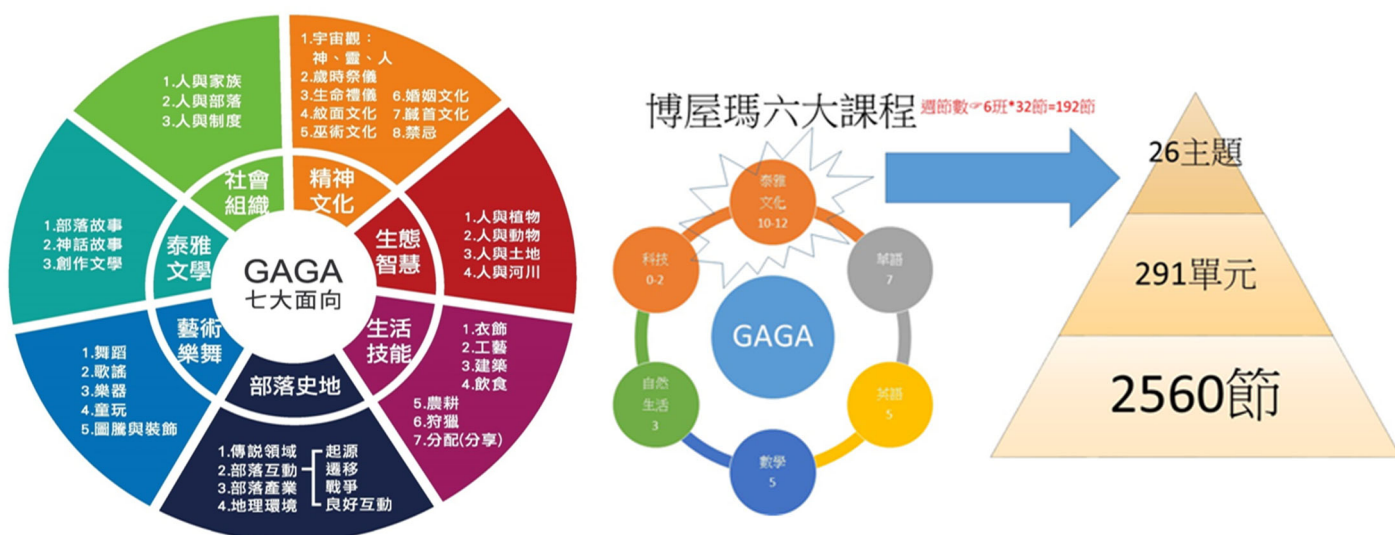 GAGA
七大面向
精神
文化
1.宇宙觀：
神、靈、人
2.歲時祭儀
3.生命禮儀
4.紋面文化
5.巫術文化
6.婚姻文化
7.馘首文化
8.禁忌
生態
智慧
1.人與植物
2.人與動物
3.人與土地
4.人與河川
生活
技能
1.衣飾
2.工藝
3.建築
4.飲食
5.農耕
6.狩獵
7.分配(分享)
部落史地
1.傳説領域
2.部落互動
3.部落產業
4.地理環境
起源
遷移
戰爭
良好互動
藝術
樂舞
1.舞蹈
2.歌謠
3.樂器
4.童玩
5.圖騰與裝飾
泰雅
文學
1.部落故事
2.神話故事
3.創作文學
社會
組織
1.人與家族
2.人與部落
3.人與制度
博屋瑪六大課程
週節數☞6班*32節=192節
GAGA
泰雅
文化
10-12
華語
7
英語
5
數學
5
自然
生活
3
科技
0-2
26主題
291單元
2560節